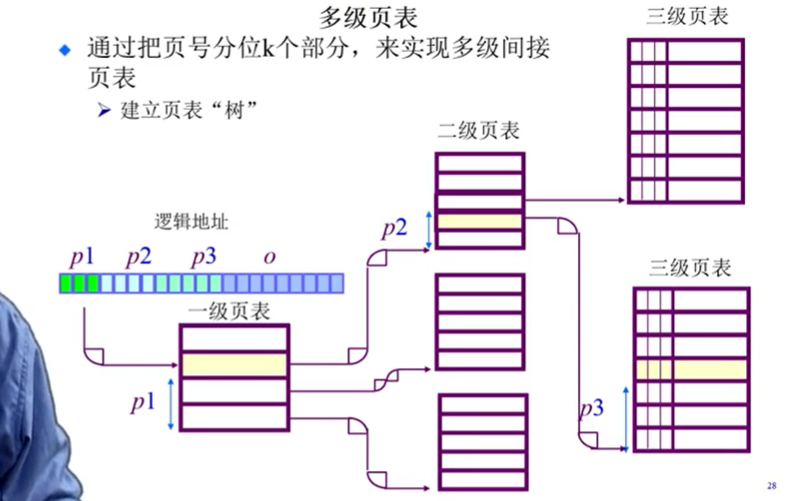 多级页表
通过把页号分位k个部分，来实现多级间接
页表
建立页表“树”
三级页表
二级页表
逻辑地址
p1 p2 p3 o
一级页表
p2
三级页表
p1
p3
28